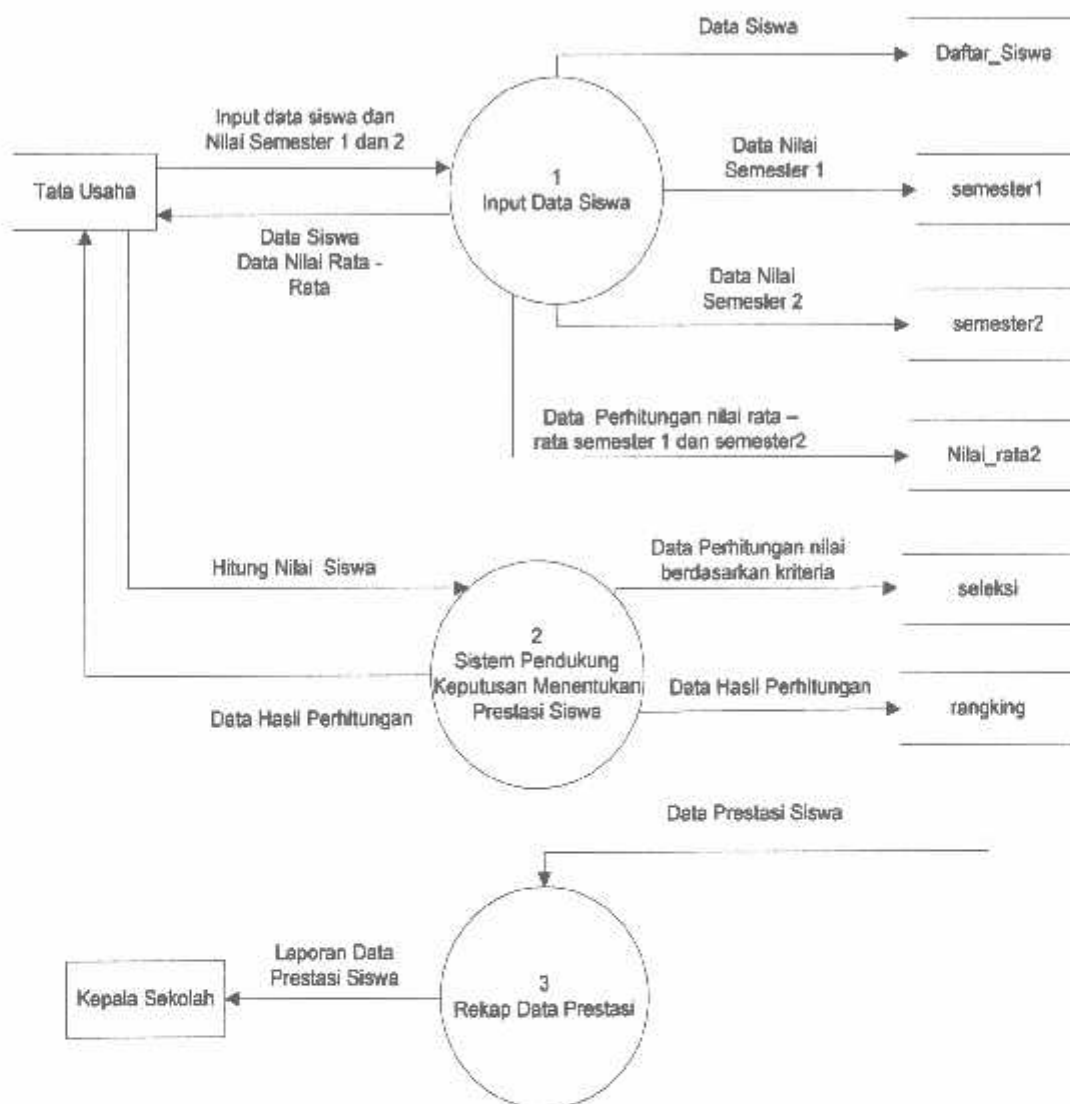 Data Siswa
Daftar_Siswa
Input data siswa dan
Nilai Semester 1 dan 2
Tata Usaha
1
Input Data Siswa
Data Nilai
Semester 1
semester1
Data Siswa
Data Nilai Rata -
Rata
Data Nilai
Semester 2
semester2
Data Perhitungan nilai rata –
rata semester 1 dan semester2
Nilai_rata2
Hitung Nilai Siswa
Data Perhitungan nilai
berdasarkan kriteria
seleksi
2
Sistem Pendukung
Keputusan Menentukan
Prestasi Siswa
Data Hasil Perhitungan
Data Hasil Perhitungan
rangking
Data Prestasi Siswa
Laporan Data
Prestasi Siswa
Kepala Sekolah
3
Rekap Data Prestasi